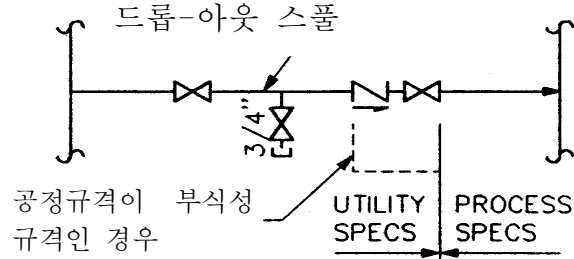 드롭-아웃 스풀
3/4"
공정규격이 부식성
규격인 경우
UTILITY
SPECS
PROCESS
SPECS